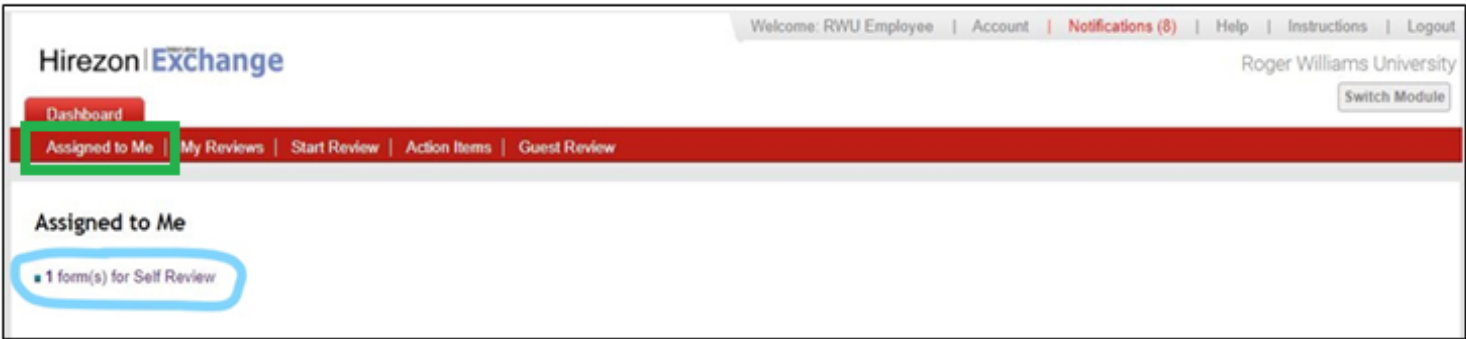 Welcome: RWU Employee | Account | Notifications (8) | Help | Instructions | Logout
Hirezon|Exchange
Roger Williams University
Switch Module
Dashboard
Assigned to Me | My Reviews | Start Review | Action Items | Guest Review
Assigned to Me
1 form(s) for Self Review